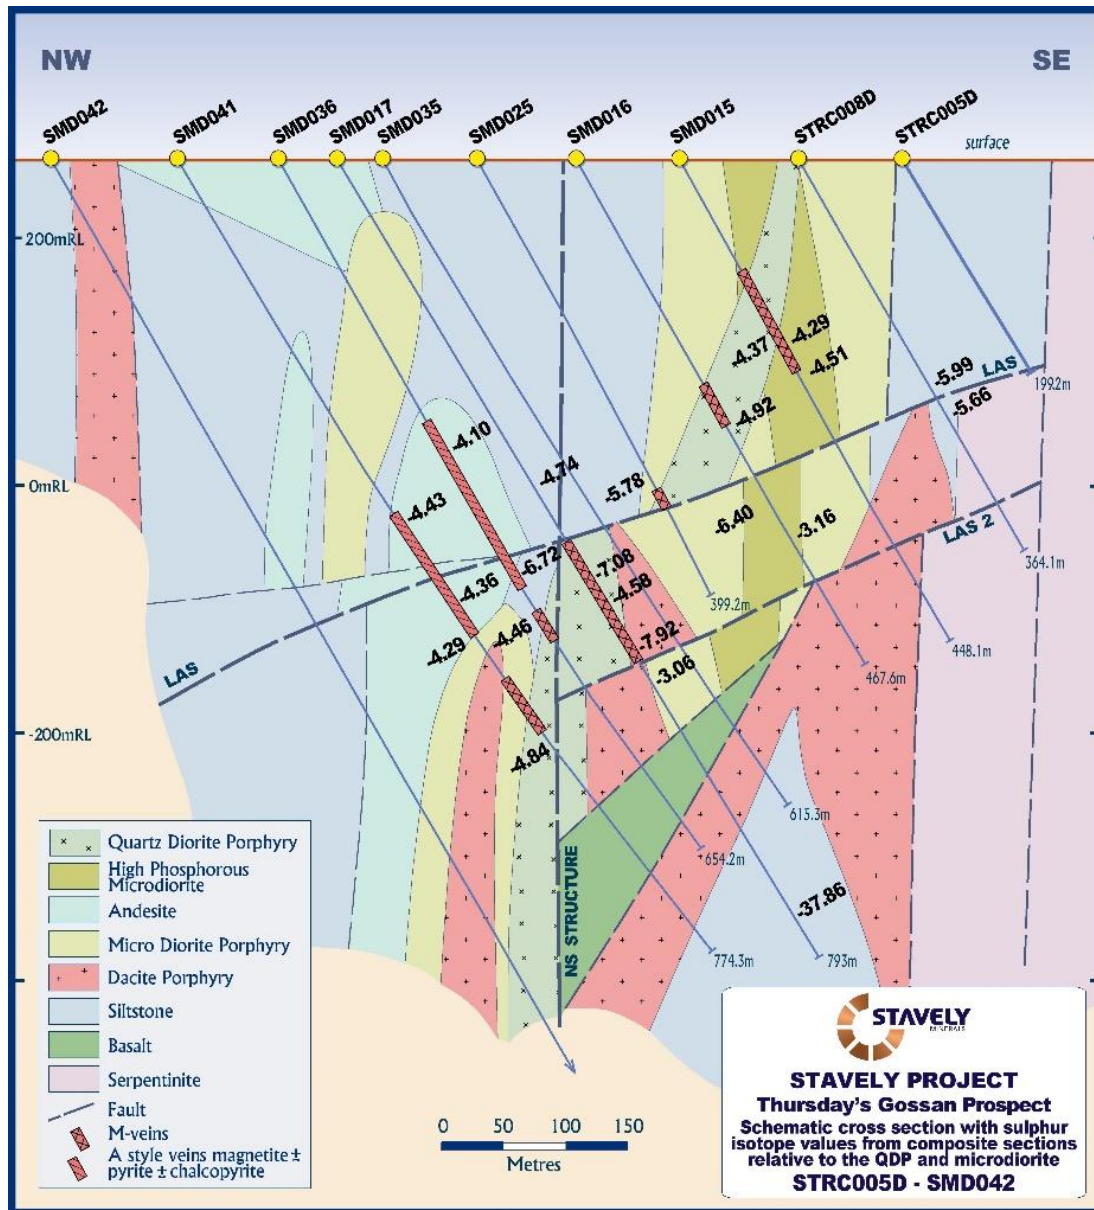 NW
SE
SMD042
SMD041
SMD036
SMD017
SMD035
SMD025
SMD016
SMD015
STRC008D
STRC005D
surface
200mRL
-4.29
-4.37
-4.51
-5.99
LAS
199.2m
-4.92
-5.66
-4.10
-4.74
-5.78
0mRL
-4.43
-6.40
-3.16
LAS 2
-6.72
-7.08
-4.36
-4.58
364.1m
399.2m
-4.46
-7.92
-4.29
448.1m
LAS
-3.06
467.6m
-200mRL
-4.84
615.3m
654.2m
NS STRUCTURE
-37.86
774.3m
793m
Quartz Diorite Porphyry
High Phosphorous
Microdiorite
Andesite
Micro Diorite Porphyry
Dacite Porphyry
Siltstone
Basalt
Serpentinite
Fault
M-veins
A style veins magnetite ±
pyrite ± chalcopyrite
0 50 100 150
Metres
STAVELY
MINERALS
STAVELY PROJECT
Thursday's Gossan Prospect
Schematic cross section with sulphur
isotope values from composite sections
relative to the QDP and microdiorite
STRC005D - SMD042